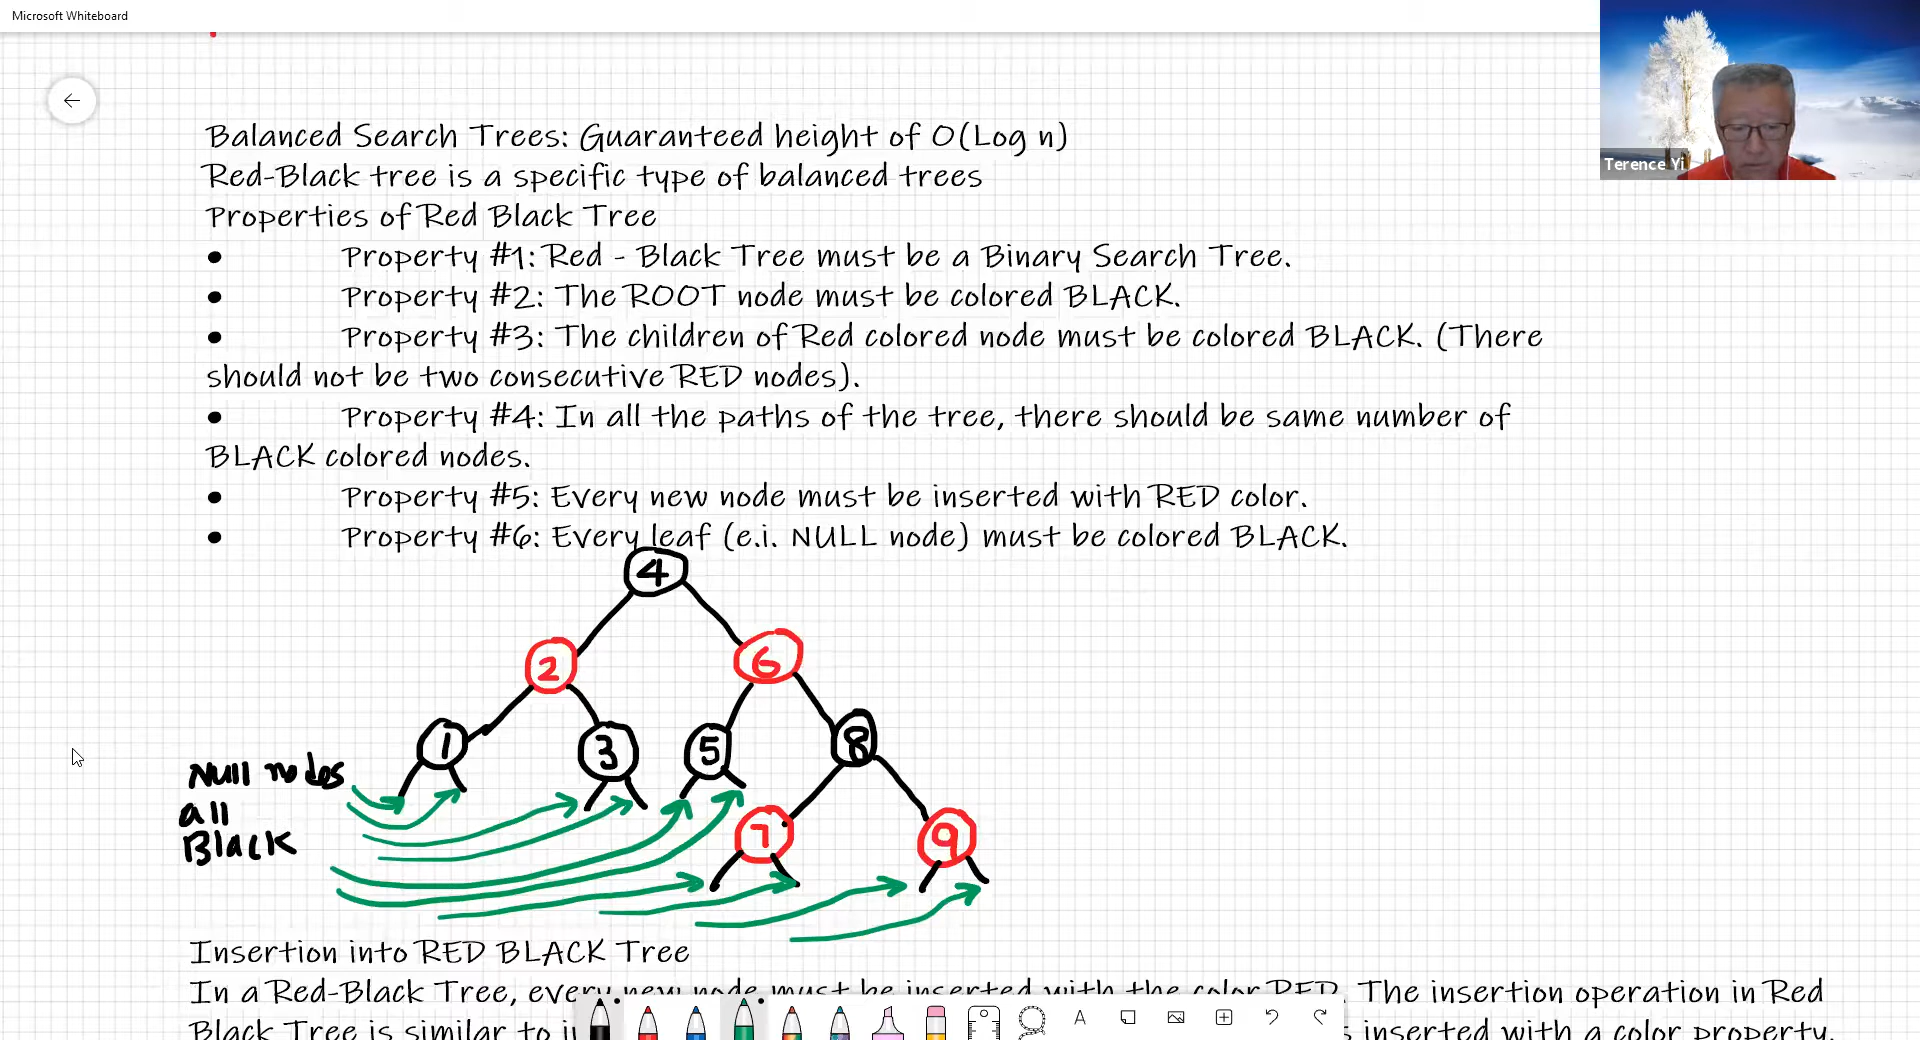 Microsoft Whiteboard
Terence Yi
Balanced Search Trees: Guaranteed height of O(Log n)
Red-Black tree is a specific type of balanced trees
Properties of Red Black Tree
• Property #1: Red - Black Tree must be a Binary Search Tree.
• Property #2: The ROOT node must be colored BLACK.
• Property #3: The children of Red colored node must be colored BLACK. (There
should not be two consecutive RED nodes).
• Property #4: In all the paths of the tree, there should be same number of
BLACK colored nodes.
• Property #5: Every new node must be inserted with RED color.
• Property #6: Every leaf (e.i. NULL node) must be colored BLACK.
4
2 6
1 3 5 8
Null nodes
all
Black
7 9
Insertion into RED BLACK Tree
In a Red-Black Tree, every new node must be inserted with the color RED. The insertion operation in Red
Black Tree is similar to inserted with a color property.
A